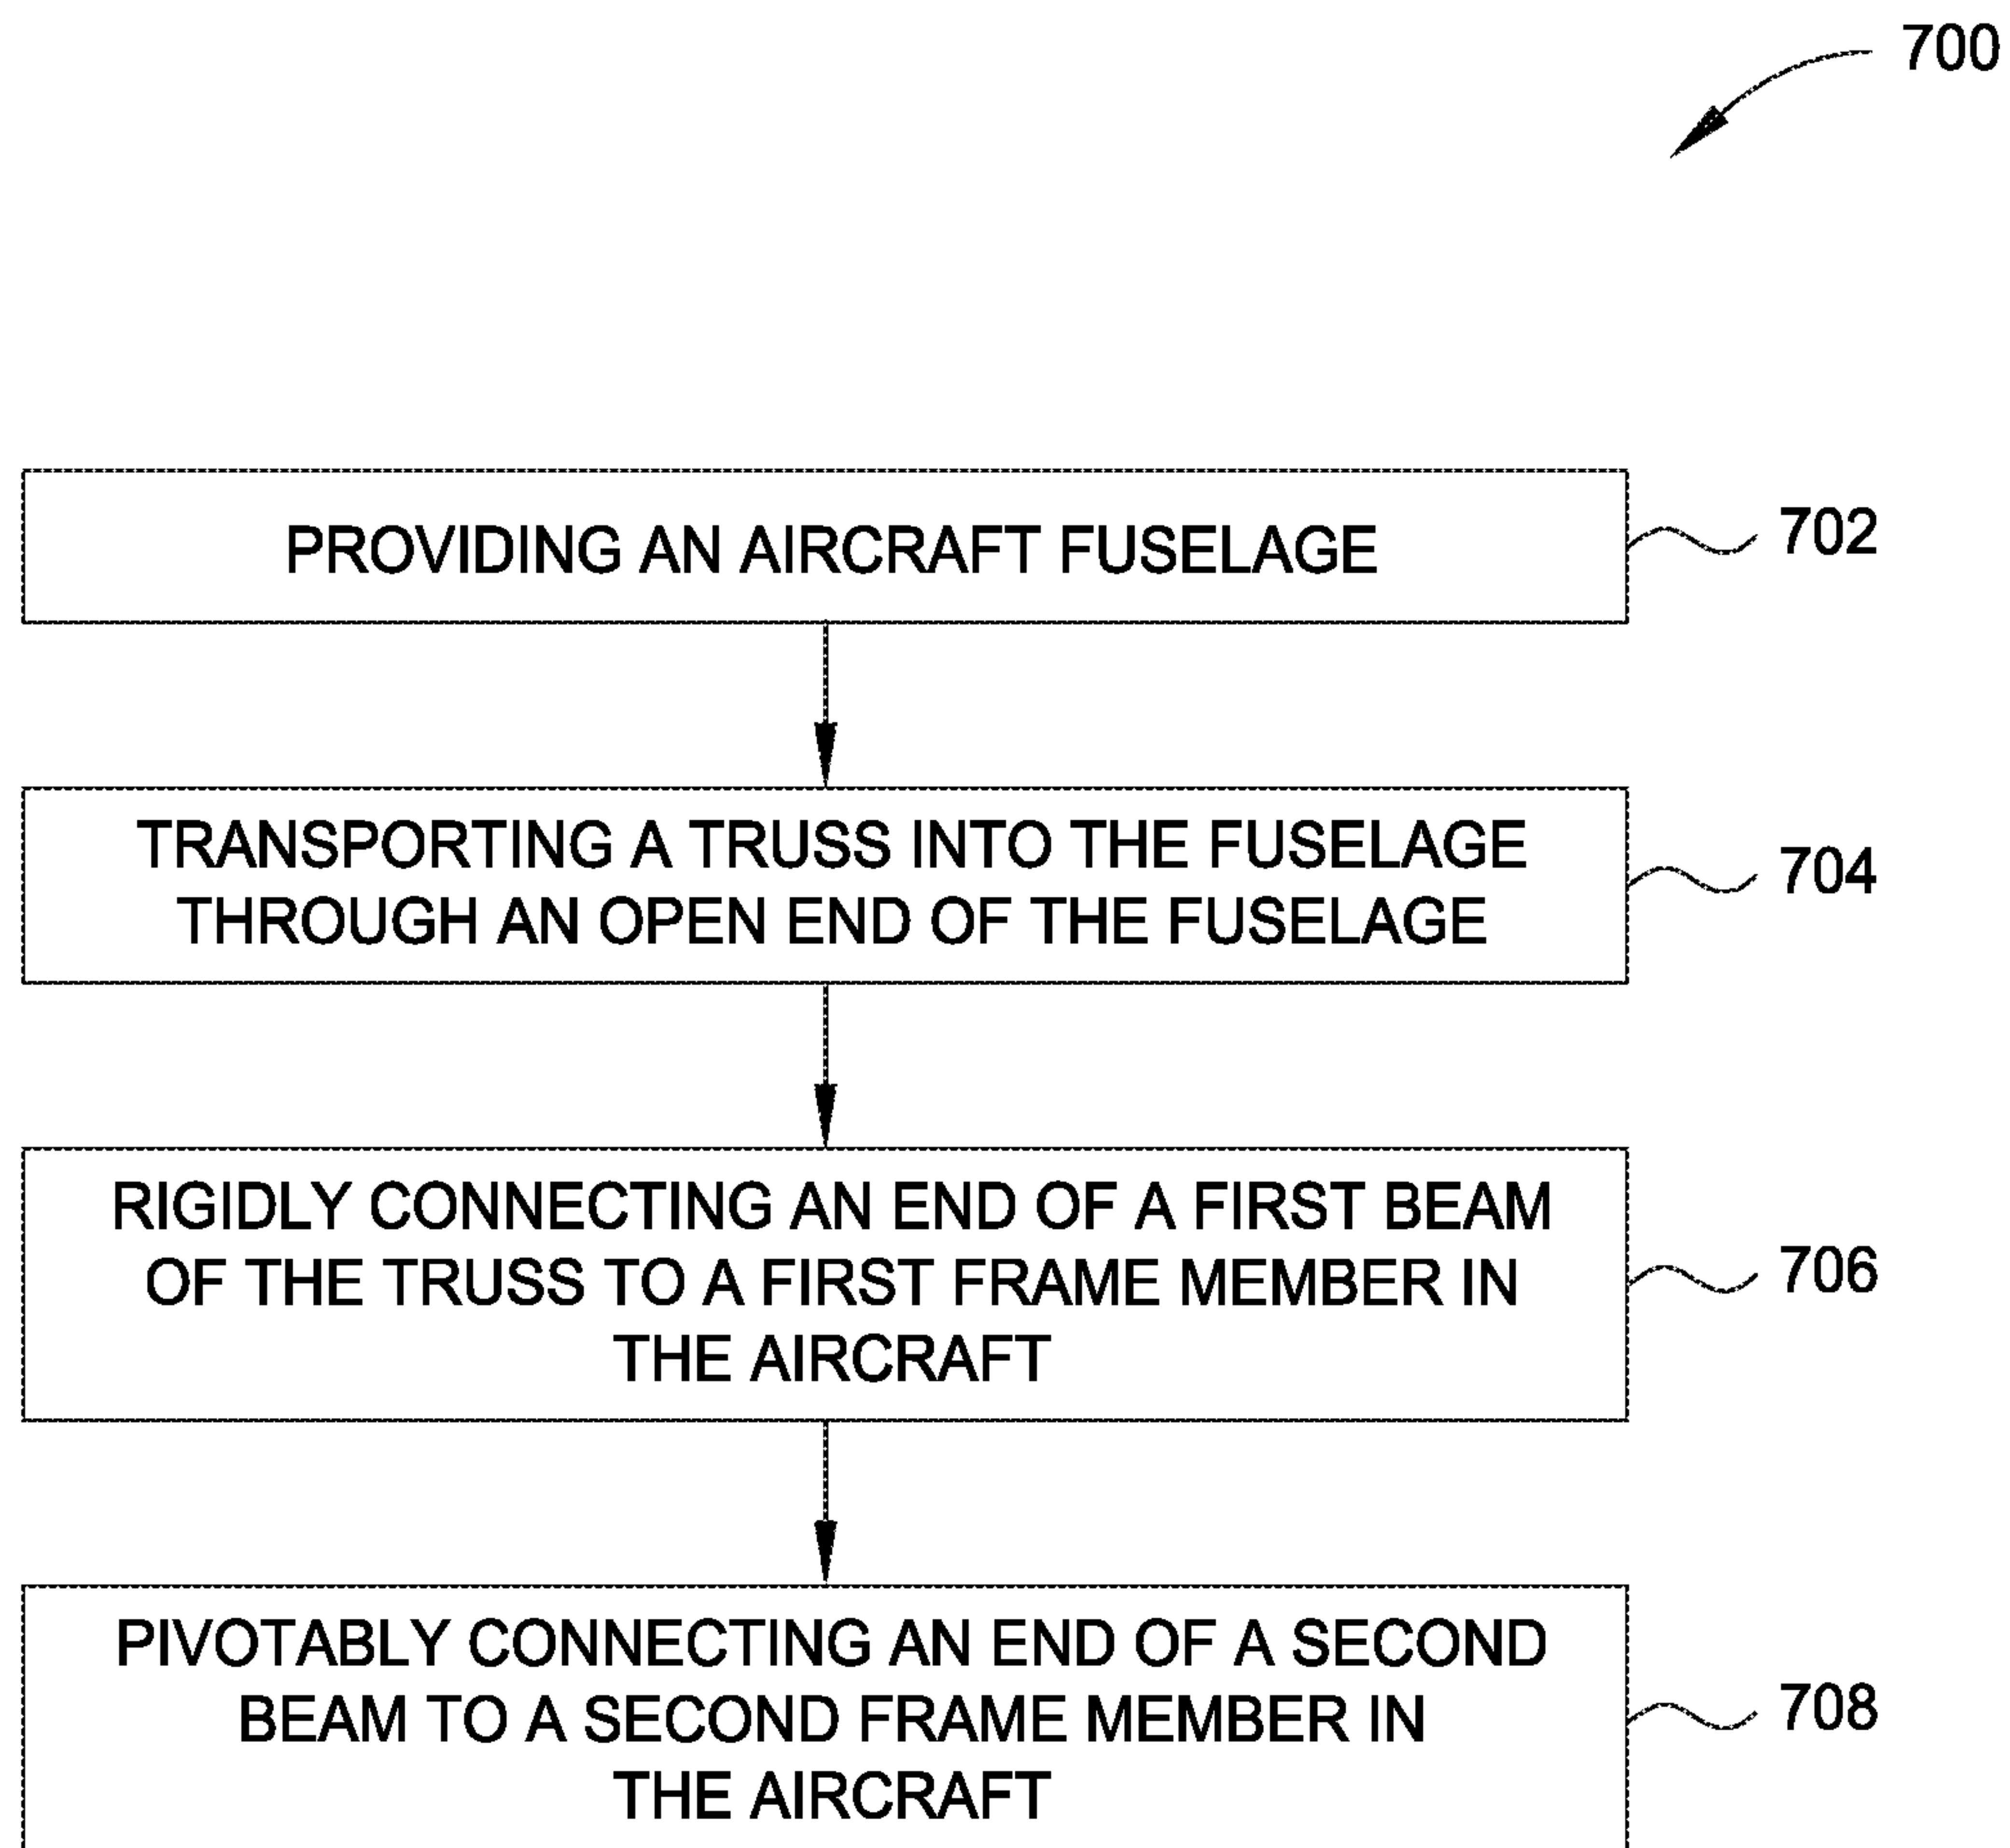 700
PROVIDING AN AIRCRAFT FUSELAGE
702
TRANSPORTING A TRUSS INTO THE FUSELAGE
THROUGH AN OPEN END OF THE FUSELAGE
704
RIGIDLY CONNECTING AN END OF A FIRST BEAM
OF THE TRUSS TO A FIRST FRAME MEMBER IN
THE AIRCRAFT
706
PIVOTABLY CONNECTING AN END OF A SECOND
BEAM TO A SECOND FRAME MEMBER IN
THE AIRCRAFT
708